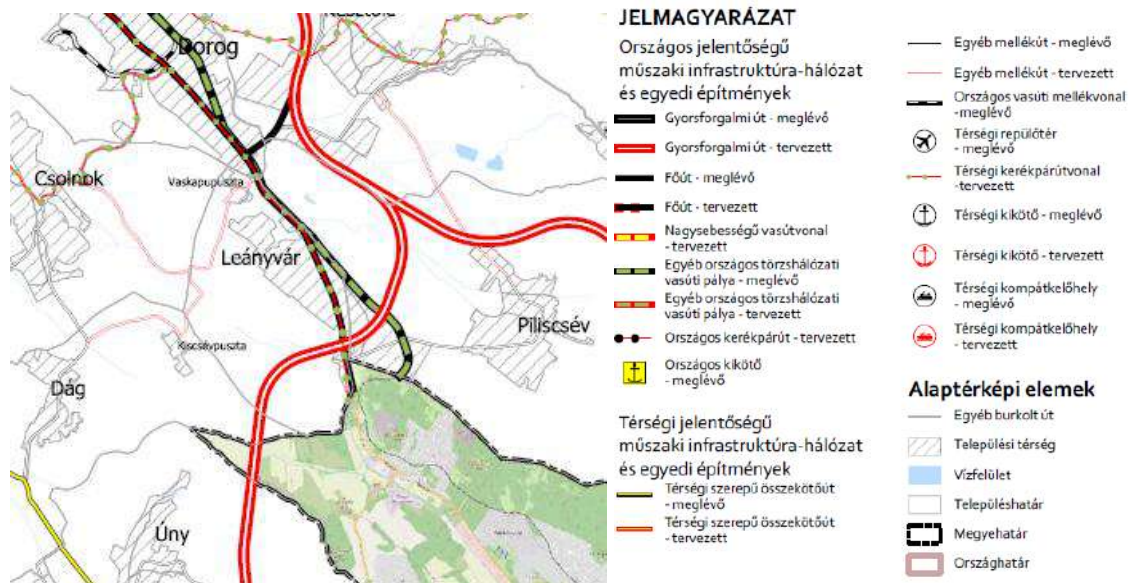 Dorog
Csolnok
Vaskapupuszta
Leányvár
Piliscsév
Kiscsévpuszta
Dág
Úny
JELMAGYARÁZAT
Országos jelentőségű
műszaki infrastruktúra-hálózat
és egyedi építmények
Gyorsforgalmi út - meglévő
Gyorsforgalmi út - tervezett
Főút - meglévő
Főút - tervezett
Nagysebességű vasútvonal
- tervezett
Egyéb országos törzshálózati
vasúti pálya - meglévő
Egyéb országos törzshálózati
vasúti pálya - tervezett
Országos kerékpárút - tervezett
Országos kikötő
- meglévő
Térségi jelentőségű
műszaki infrastruktúra-hálózat
és egyedi építmények
Térségi szerepű összekötőút
- meglévő
Térségi szerepű összekötőút
- tervezett
Egyéb mellékút - meglévő
Egyéb mellékút - tervezett
Országos vasúti mellékvonal
-meglévő
Térségi repülőtér
- meglévő
Térségi kerékpárútvonal
-tervezett
Térségi kikötő - meglévő
Térségi kikötő - tervezett
Térségi kompátkelőhely
- meglévő
Térségi kompátkelőhely
- tervezett
Alaptérképi elemek
Egyéb burkolt út
Települési térség
Vízfelület
Településhatár
Megyehatár
Országhatár